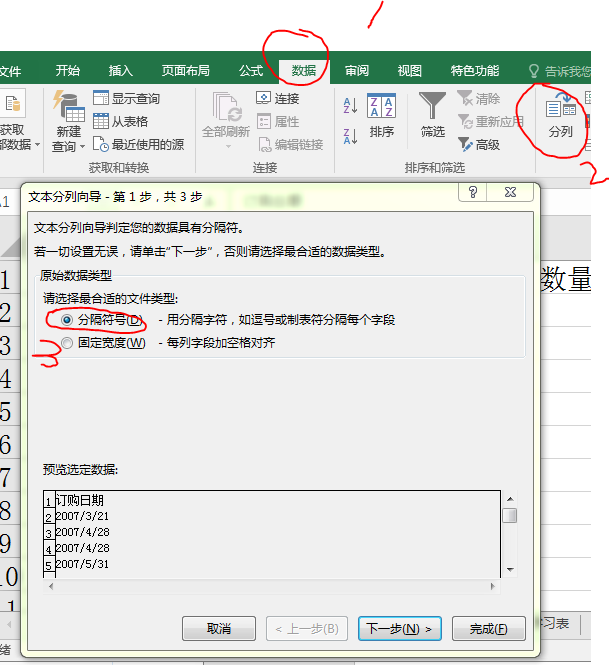 1
文件 开始 插入 页面布局 公式 数据 审阅 视图 特色功能 告诉我您
获取 新建 显示查询 全部刷新 连接 排序 筛选 清除 分列
部数据 查询 从表格 属性 重新应用
最近使用的源 编辑链接 高级
获取和转换 连接 排序和筛选
2
A1
文本分列向导 - 第 1 步，共 3 步
文本分列向导判定您的数据具有分隔符。
若一切设置无误，请单击“下一步”，否则请选择最合适的数据类型。
原始数据类型
1 数量
请选择最合适的文件类型:
2 分隔符号(D) - 用分隔字符，如逗号或制表符分隔每个字段
3 3 固定宽度(W) - 每列字段加空格对齐
4
5
6
7
预览选定数据:
8
1 订购日期
2 2007/3/21
9
3 2007/4/28
4 2007/4/28
5 2007/5/31
10
1
学习表
取消 < 上一步(B) 下一步(N) > 完成(F)
绪